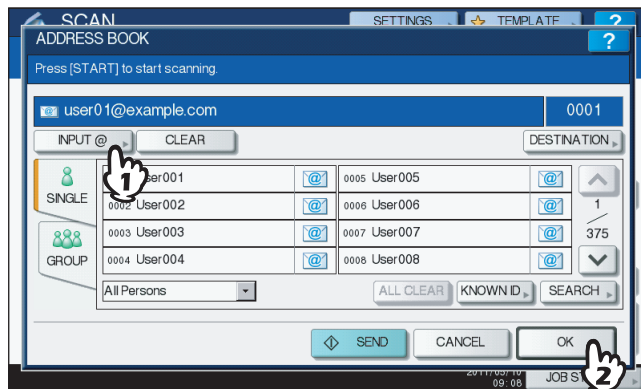 SCAN SETTINGS TEMPLATE ?
ADDRESS BOOK ?
Press [START] to start scanning.
user01@example.com 0001
INPUT @ CLEAR DESTINATION
SINGLE
GROUP
User001
0002 User002
0003 User003
0004 User004
0005 User005
0006 User006
0007 User007
0008 User008
1
375
All Persons ALL CLEAR KNOWN ID SEARCH
SEND CANCEL OK
09:08 JOB ST
1
2